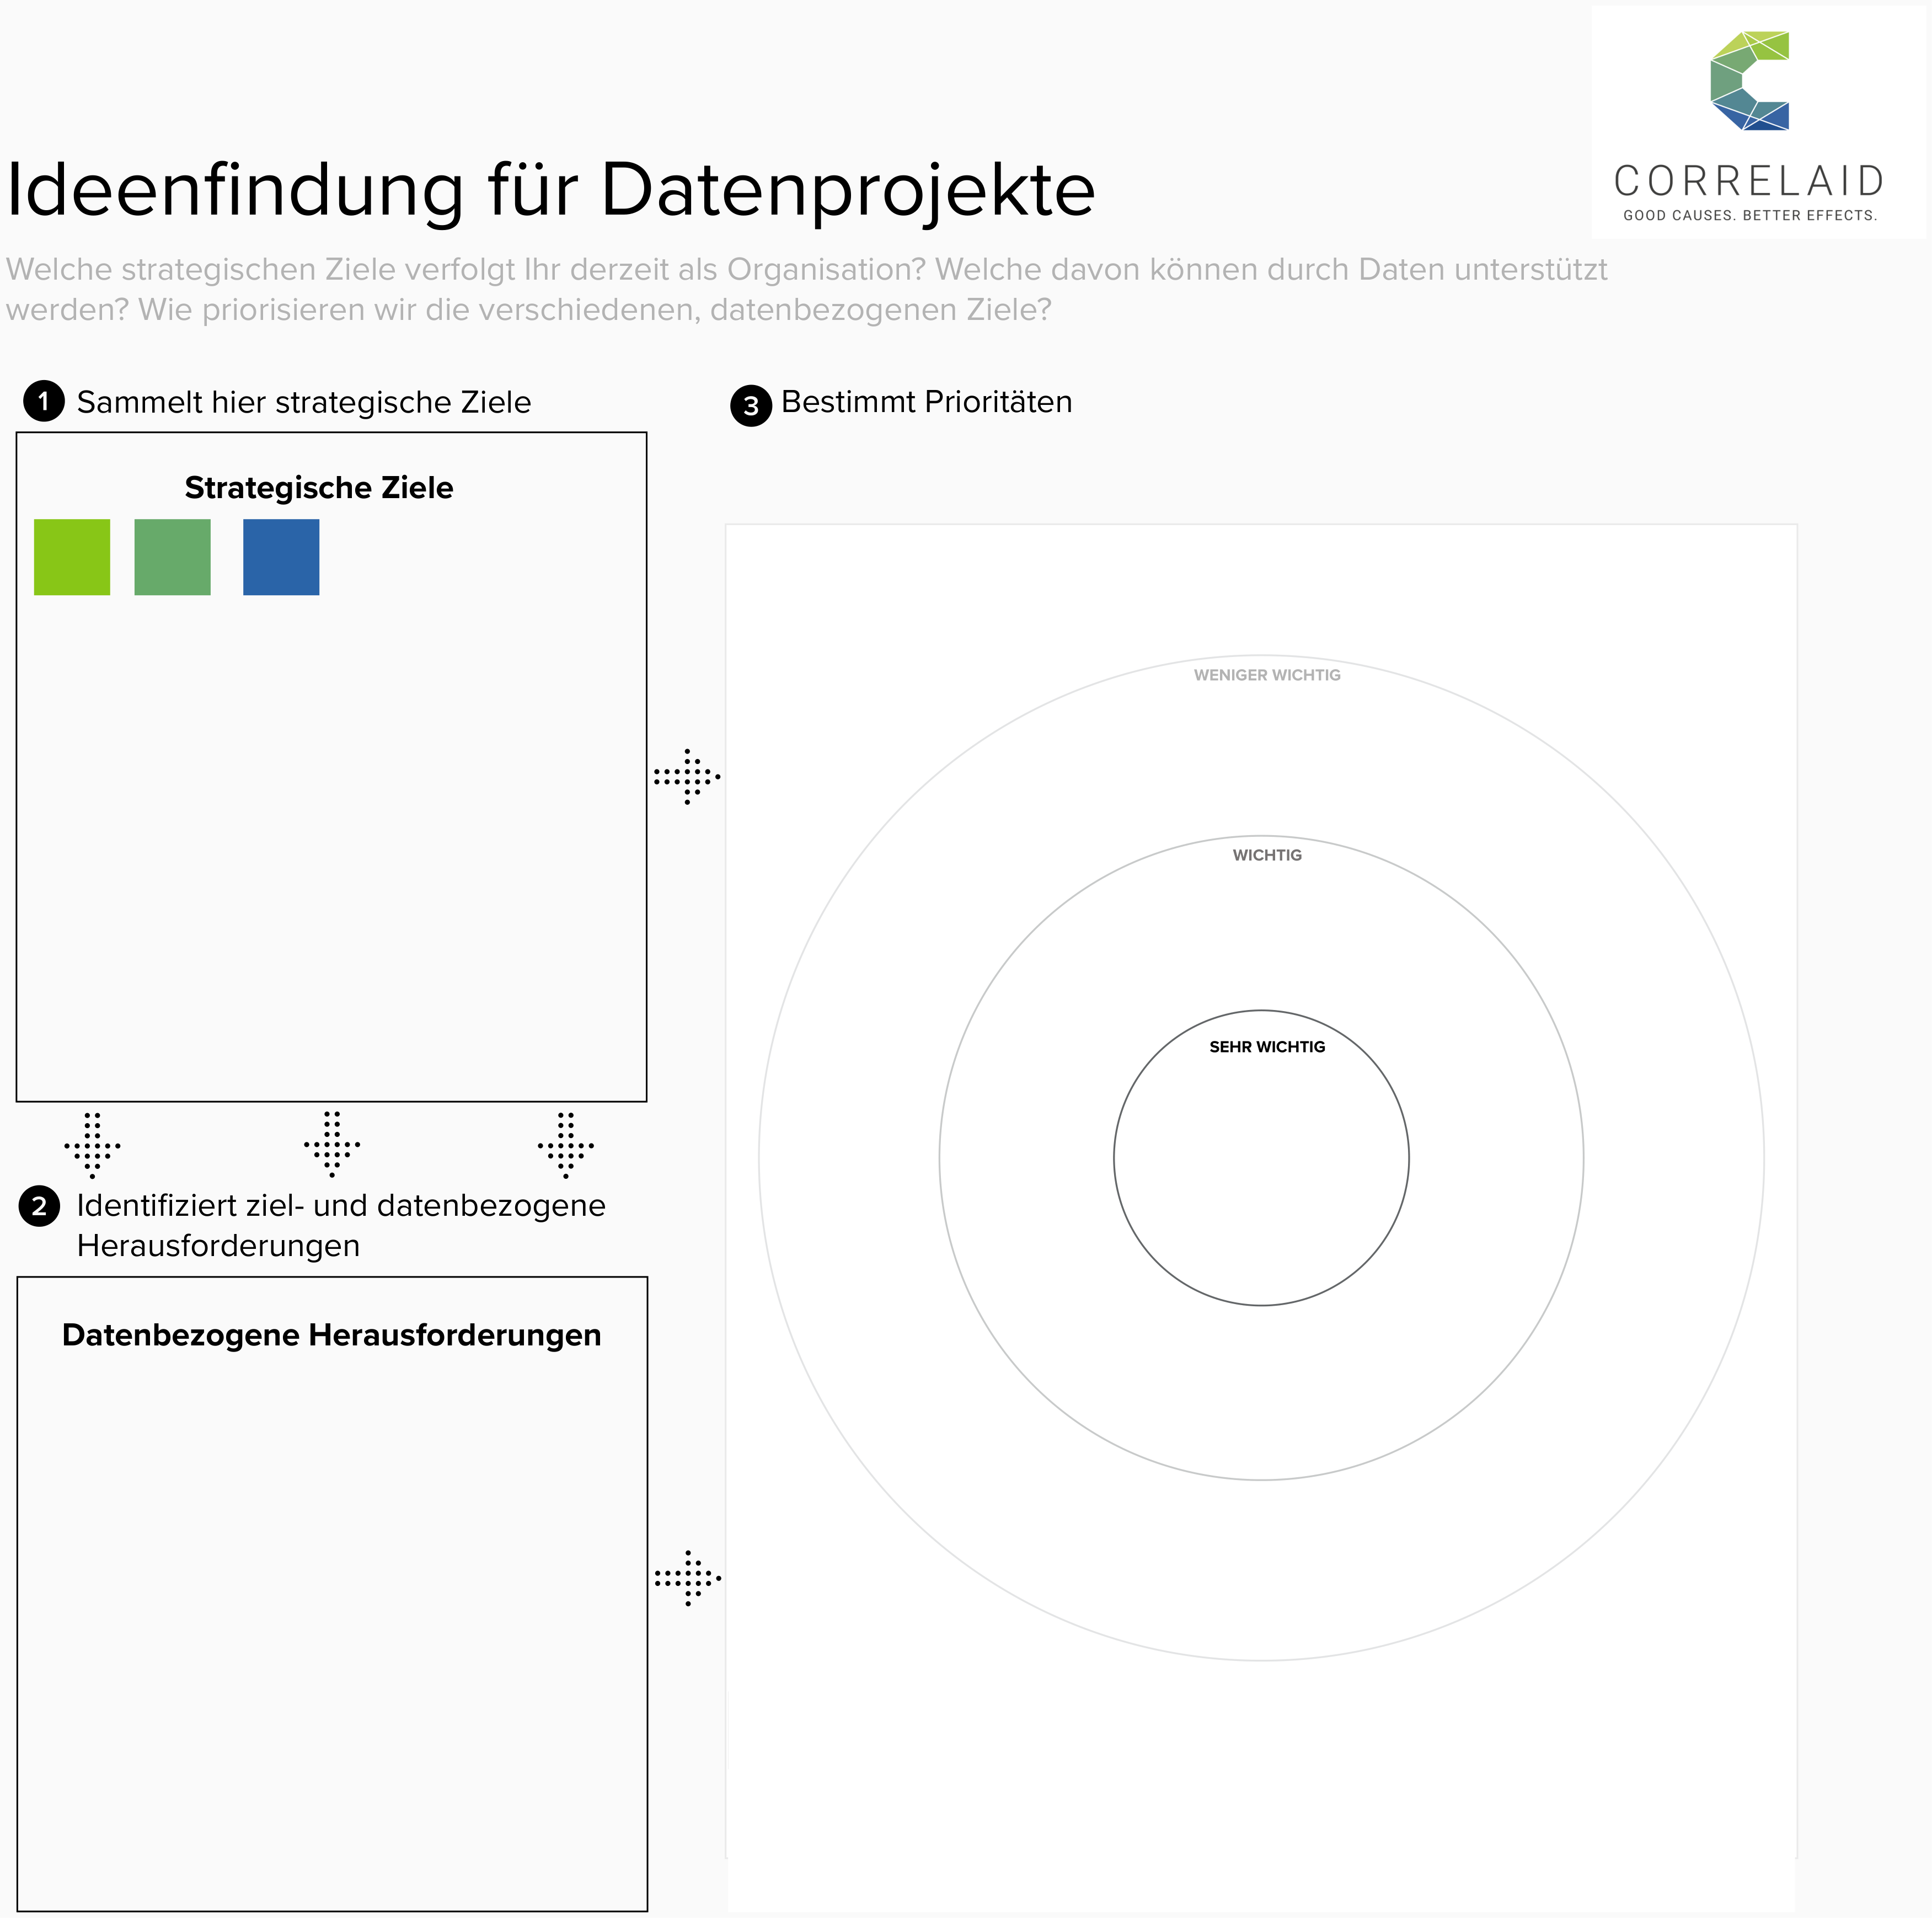 CORRELAID
GOOD CAUSES. BETTER EFFECTS.
Ideenfindung für Datenprojekte
Welche strategischen Ziele verfolgt Ihr derzeit als Organisation? Welche davon können durch Daten unterstützt
werden? Wie priorisieren wir die verschiedenen, datenbezogenen Ziele?
1 Sammelt hier strategische Ziele
Strategische Ziele
2 Identifiziert ziel- und datenbezogene
Herausforderungen
Datenbezogene Herausforderungen
3 Bestimmt Prioritäten
WENIGER WICHTIG
WICHTIG
SEHR WICHTIG